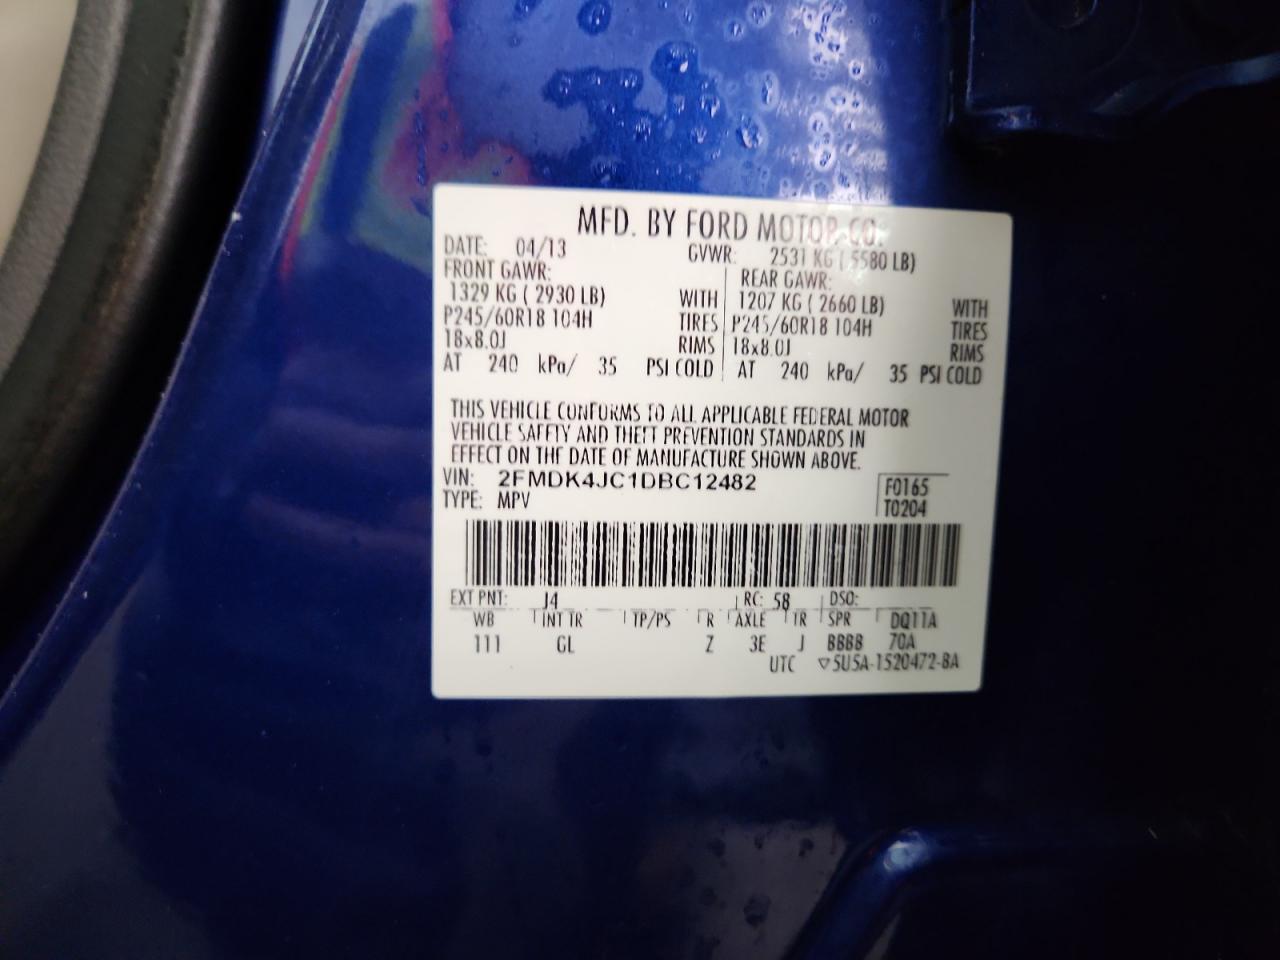 MFD. BY FORD MOTOR CO.
DATE: 04/13 GVWR: 2531 KG ( 5580 LB)
FRONT GAWR: REAR GAWR:
1329 KG ( 2930 LB) WITH 1207 KG ( 2660 LB) WITH
P245/60R18 104H TIRES P245/60R18 104H TIRES
18x8.0J RIMS 18x8.0J RIMS
AT 240 kPa/ 35 PSI COLD AT 240 kPa/ 35 PSI COLD
THIS VEHICLE CONFORMS TO ALL APPLICABLE FEDERAL MOTOR
VEHICLE SAFETY AND THEFT PREVENTION STANDARDS IN
EFFECT ON THE DATE OF MANUFACTURE SHOWN ABOVE.
VIN: 2FMDK4JC1DBC12482 F0165
TYPE: MPV T0204
EXT PNT: J4 RC: 58 DSO:
WB INT TR TP/PS R AXLE TR SPR DQ11A
111 GL Z 3E J BBBB 70A
UTC ▽5U5A-1520472-BA